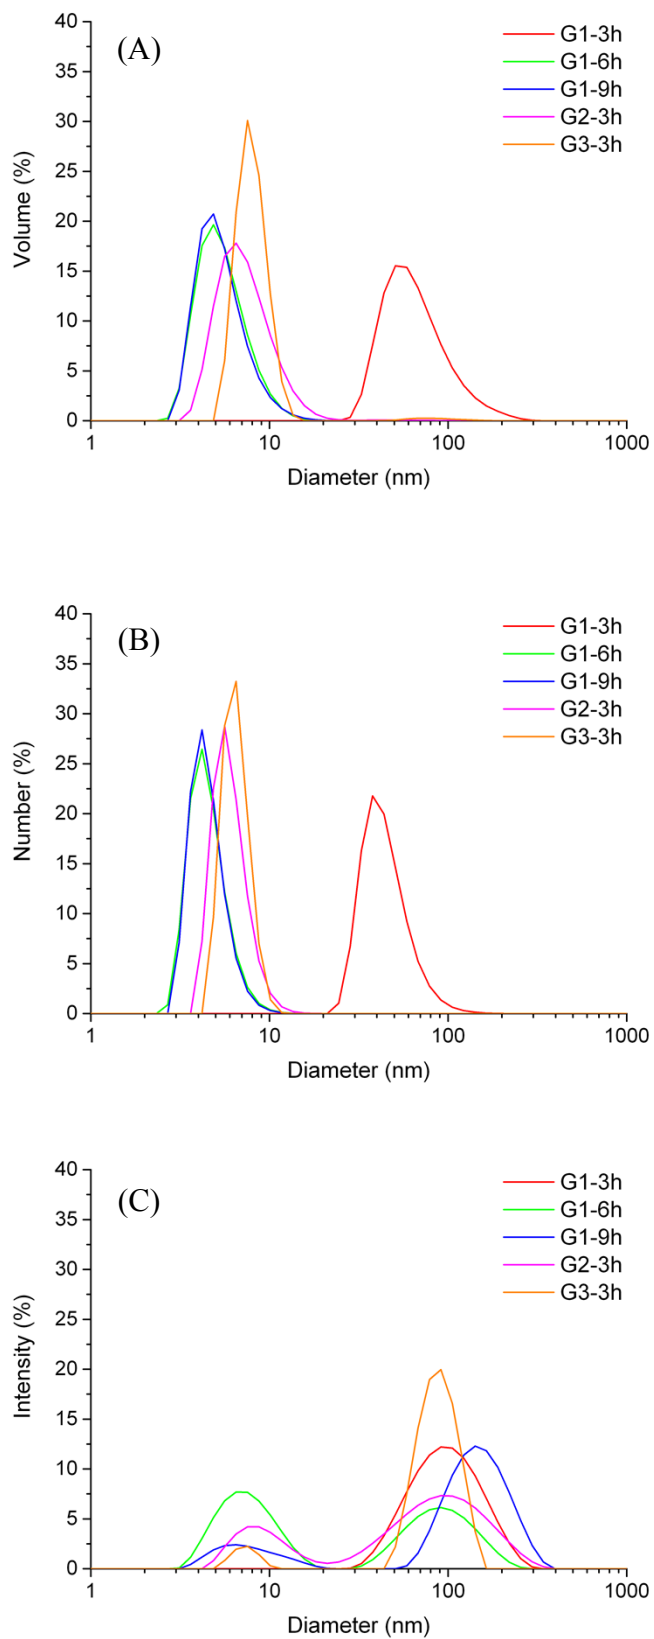 (A)
G1-3h
G1-6h
G1-9h
G2-3h
G3-3h
Volume (%)
40
35
30
25
20
15
10
5
0
1 10 100 1000
Diameter (nm)
(B)
G1-3h
G1-6h
G1-9h
G2-3h
G3-3h
Number (%)
40
35
30
25
20
15
10
5
0
1 10 100 1000
Diameter (nm)
(C)
G1-3h
G1-6h
G1-9h
G2-3h
G3-3h
Intensity (%)
40
35
30
25
20
15
10
5
0
1 10 100 1000
Diameter (nm)